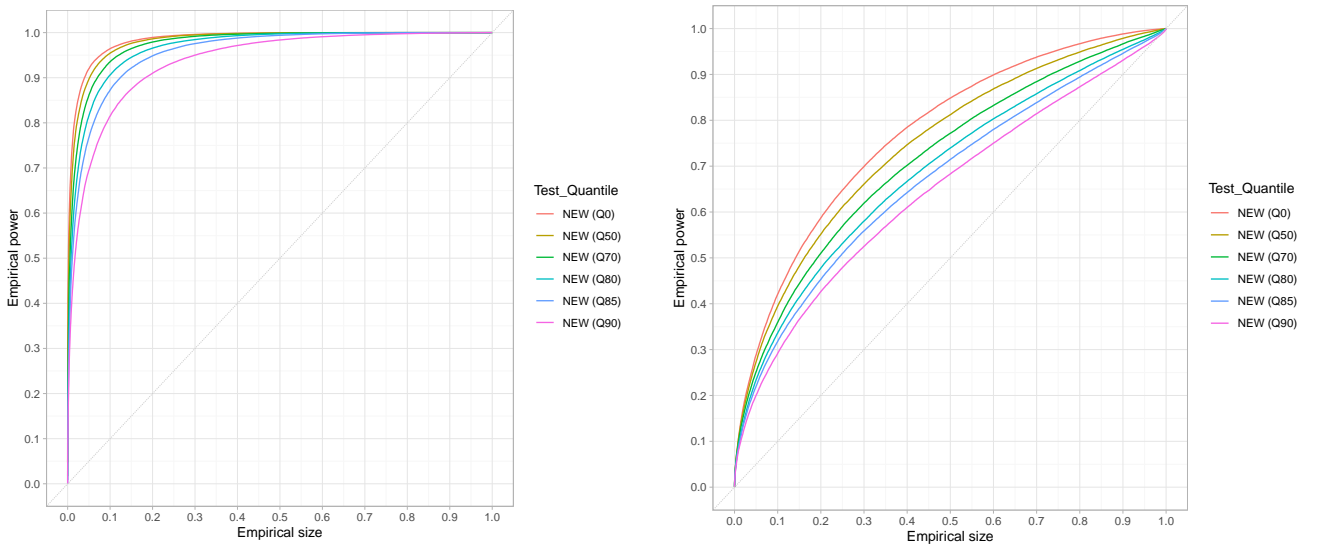 1.0
0.9
0.8
0.7
0.6
0.5
0.4
0.3
0.2
0.1
0.0
Empirical power
0.0 0.1 0.2 0.3 0.4 0.5 0.6 0.7 0.8 0.9 1.0
Empirical size
Test_Quantile
NEW (Q0)
NEW (Q50)
NEW (Q70)
NEW (Q80)
NEW (Q85)
NEW (Q90)
1.0
0.9
0.8
0.7
0.6
0.5
0.4
0.3
0.2
0.1
0.0
Empirical power
0.0 0.1 0.2 0.3 0.4 0.5 0.6 0.7 0.8 0.9 1.0
Empirical size
Test_Quantile
NEW (Q0)
NEW (Q50)
NEW (Q70)
NEW (Q80)
NEW (Q85)
NEW (Q90)